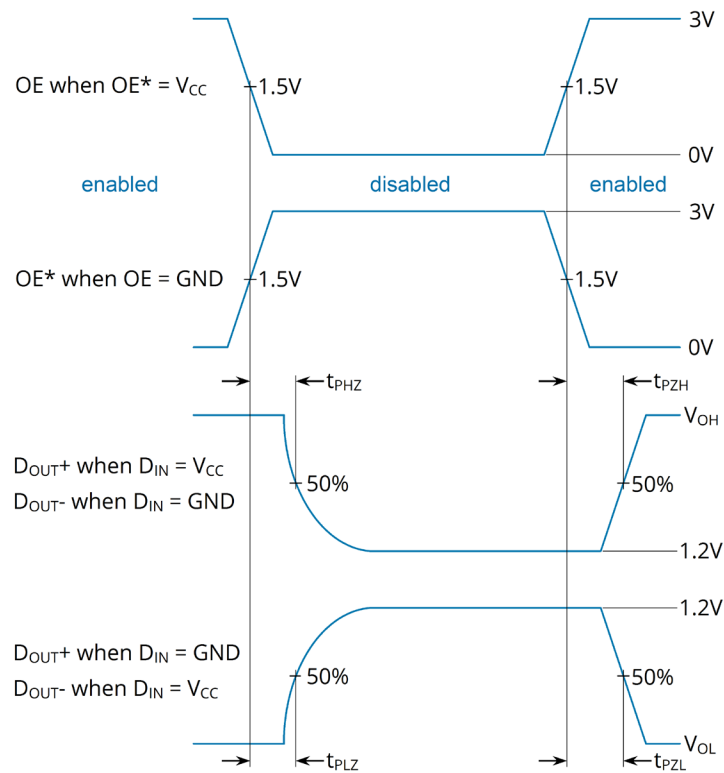 3V
OE when OE* = VCC
1.5V
1.5V
0V
enabled
disabled
enabled
3V
OE* when OE = GND
1.5V
1.5V
0V
tPHZ
tPZH
VOH
DOUT+ when DIN = VCC
50%
50%
DOUT- when DIN = GND
1.2V
1.2V
DOUT+ when DIN = GND
50%
50%
DOUT- when DIN = VCC
VOL
tPLZ
tPZL